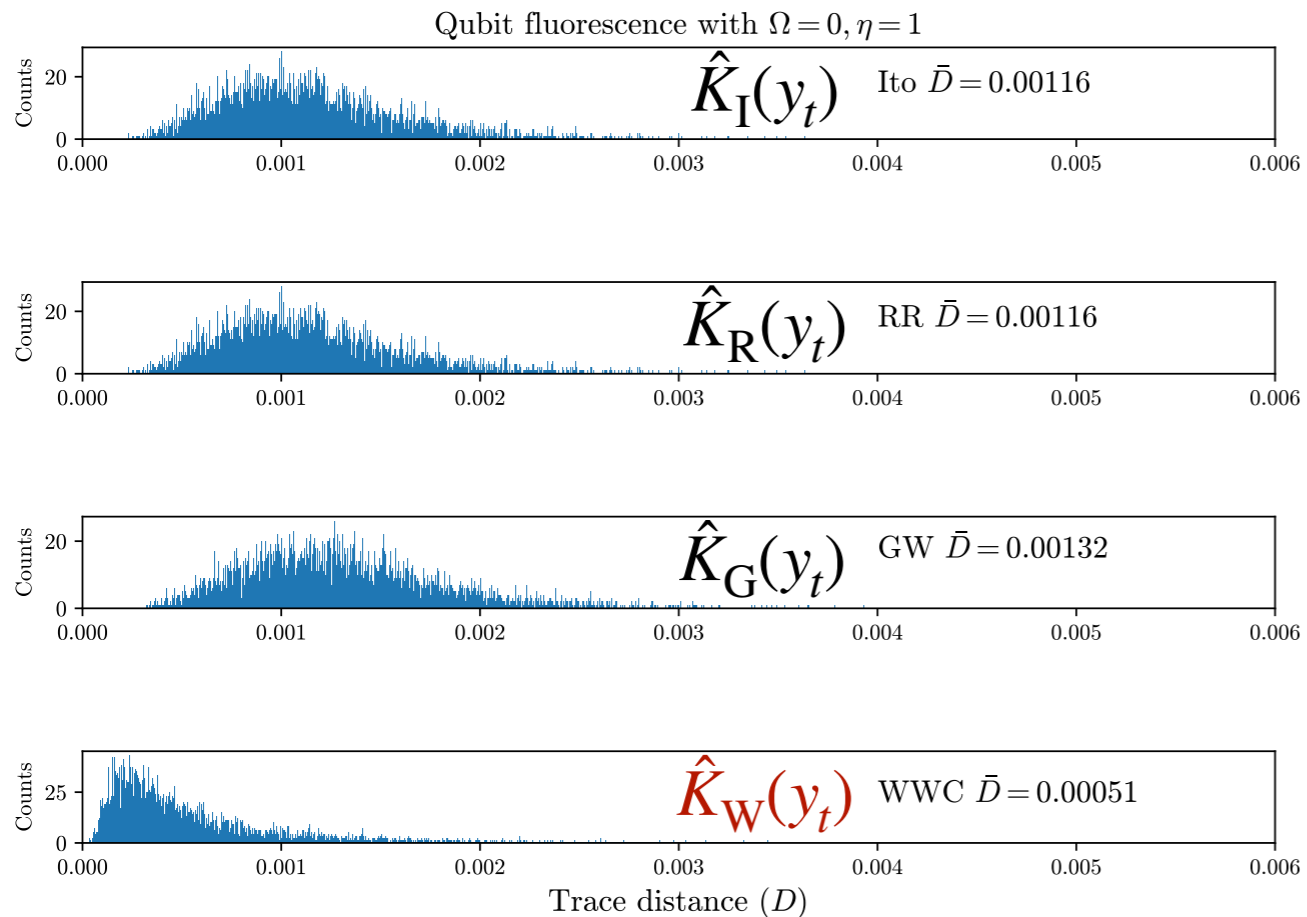 Qubit fluorescence with Ω = 0, η = 1
Counts
20
0
K̂_I(y_t)
Ito D̄ = 0.00116
0.000 0.001 0.002 0.003 0.004 0.005 0.006
Counts
20
0
K̂_R(y_t)
RR D̄ = 0.00116
0.000 0.001 0.002 0.003 0.004 0.005 0.006
Counts
20
0
K̂_G(y_t)
GW D̄ = 0.00132
0.000 0.001 0.002 0.003 0.004 0.005 0.006
Counts
25
0
K̂_W(y_t)
WWC D̄ = 0.00051
0.000 0.001 0.002 0.003 0.004 0.005 0.006
Trace distance (D)